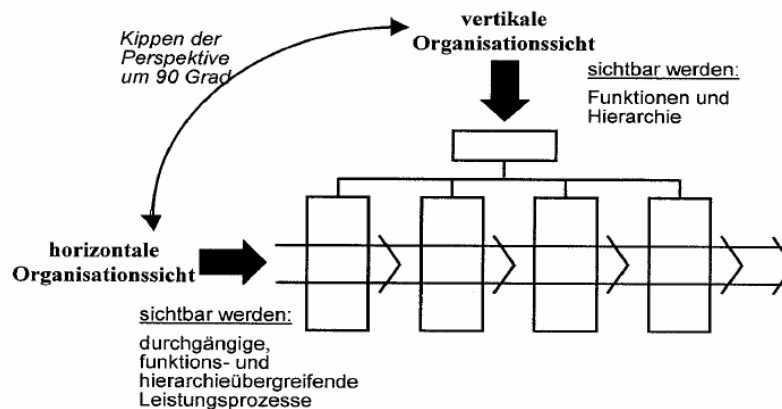 Kippen der
Perspektive
um 90 Grad
vertikale
Organisationssicht
sichtbar werden:
Funktionen und
Hierarchie
horizontale
Organisationssicht
sichtbar werden:
durchgängige,
funktions- und
hierarchieübergreifende
Leistungsprozesse